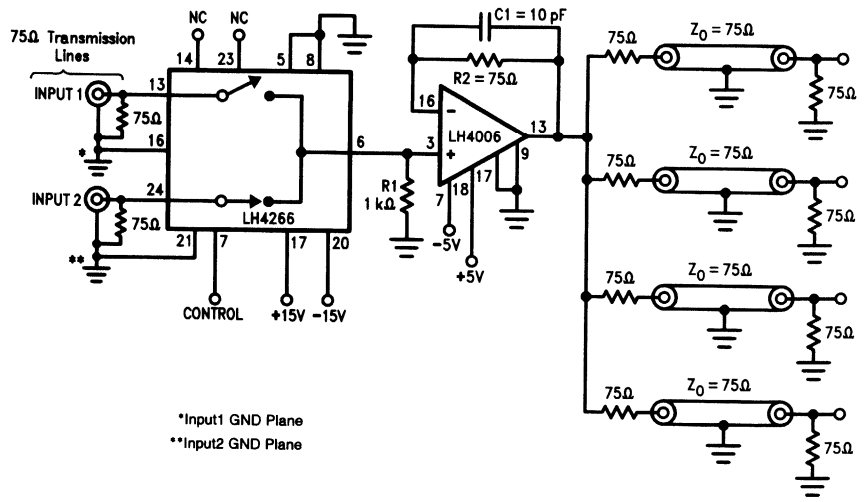 NC
NC
14
23
5
8
75Ω Transmission
Lines
INPUT 1
13
75Ω
16
*
INPUT 2
24
75Ω
21
**
LH4266
6
7
17
20
CONTROL
+15V
-15V
R1
1 kΩ
C1 = 10 pF
R2 = 75Ω
16
-
3
+
LH4006
13
9
17
18
7
-5V
+5V
75Ω
Z₀ = 75Ω
75Ω
75Ω
Z₀ = 75Ω
75Ω
75Ω
Z₀ = 75Ω
75Ω
75Ω
Z₀ = 75Ω
75Ω
*Input1 GND Plane
**Input2 GND Plane